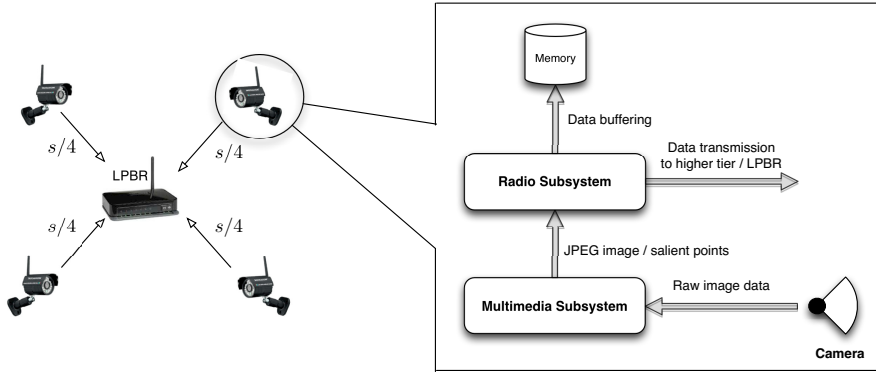 s/4
s/4
LPBR
s/4
s/4
Memory
Data buffering
Data transmission
to higher tier / LPBR
Radio Subsystem
JPEG image / salient points
Multimedia Subsystem
Raw image data
Camera